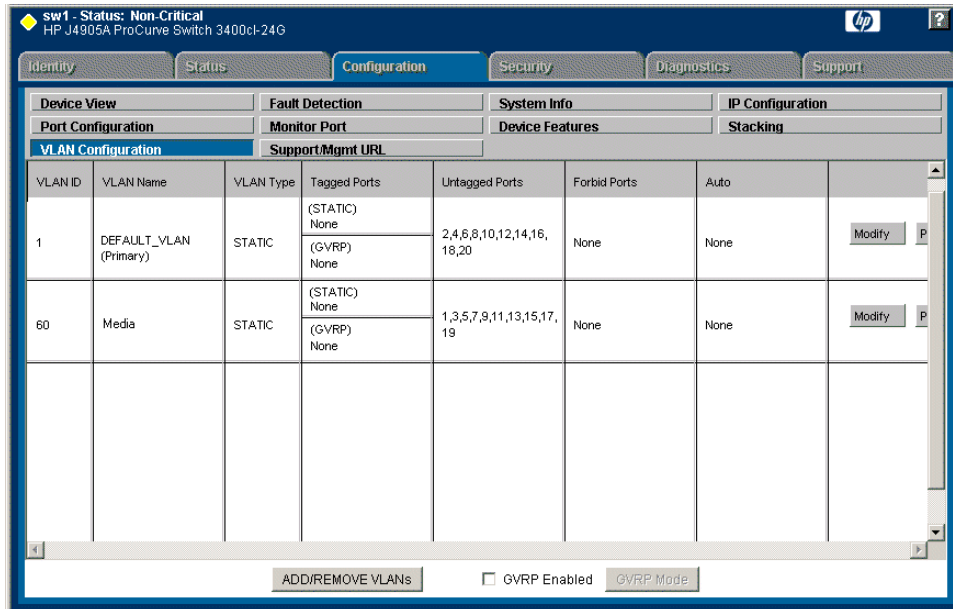 sw1 - Status: Non-Critical
HP J4905A ProCurve Switch 3400cl-24G
hp
?
Identity
Status
Configuration
Security
Diagnostics
Support
Device View
Fault Detection
System Info
IP Configuration
Port Configuration
Monitor Port
Device Features
Stacking
VLAN Configuration
Support/Mgmt URL
VLAN ID
VLAN Name
VLAN Type
Tagged Ports
Untagged Ports
Forbid Ports
Auto
1
DEFAULT_VLAN
(Primary)
STATIC
(STATIC)
None
(GVRP)
None
2,4,6,8,10,12,14,16,
18,20
None
None
Modify
P
60
Media
STATIC
(STATIC)
None
(GVRP)
None
1,3,5,7,9,11,13,15,17,
19
None
None
Modify
P
ADD/REMOVE VLANs
GVRP Enabled
GVRP Mode